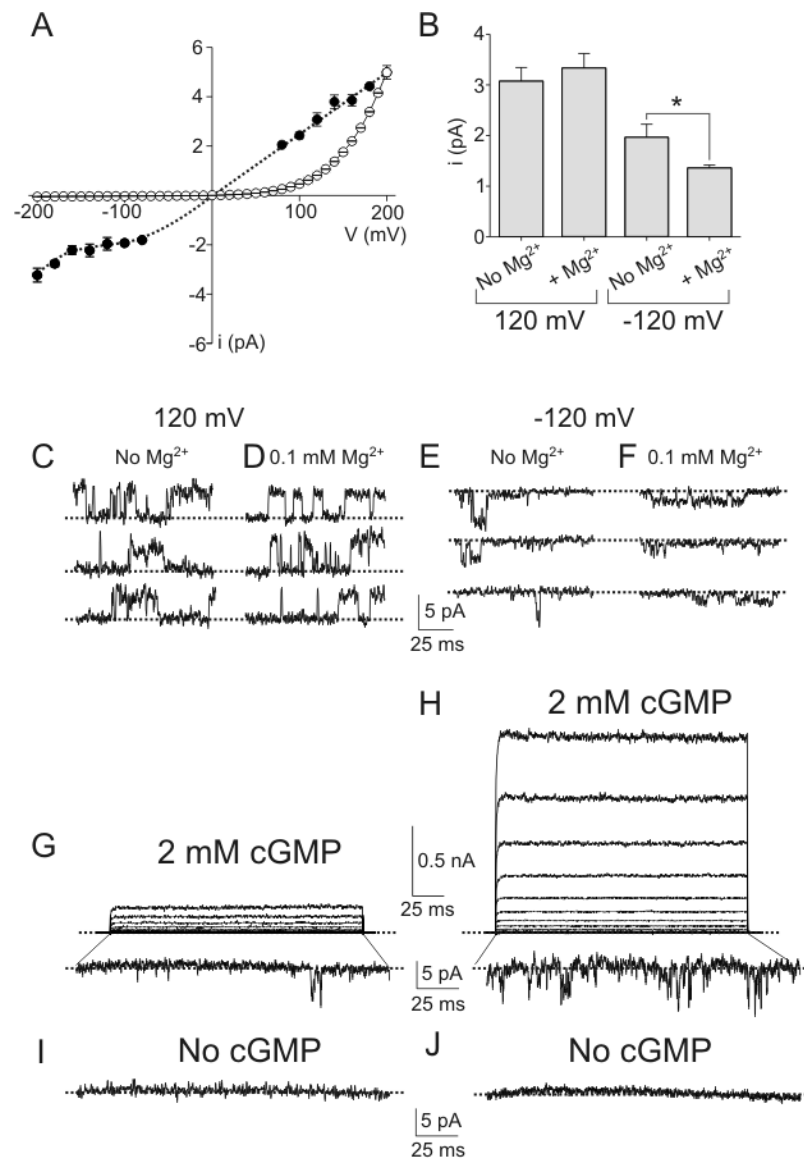 A
B
6
4
2
-200
-100
100
200
V (mV)
-2
-4
-6
i (pA)
4
3
2
1
0
i (pA)
*
No Mg²⁺
+ Mg²⁺
No Mg²⁺
+ Mg²⁺
120 mV
-120 mV
120 mV
-120 mV
C
No Mg²⁺
D
0.1 mM Mg²⁺
E
No Mg²⁺
F
0.1 mM Mg²⁺
5 pA
25 ms
H
2 mM cGMP
G
2 mM cGMP
0.5 nA
25 ms
5 pA
25 ms
I
No cGMP
J
No cGMP
5 pA
25 ms